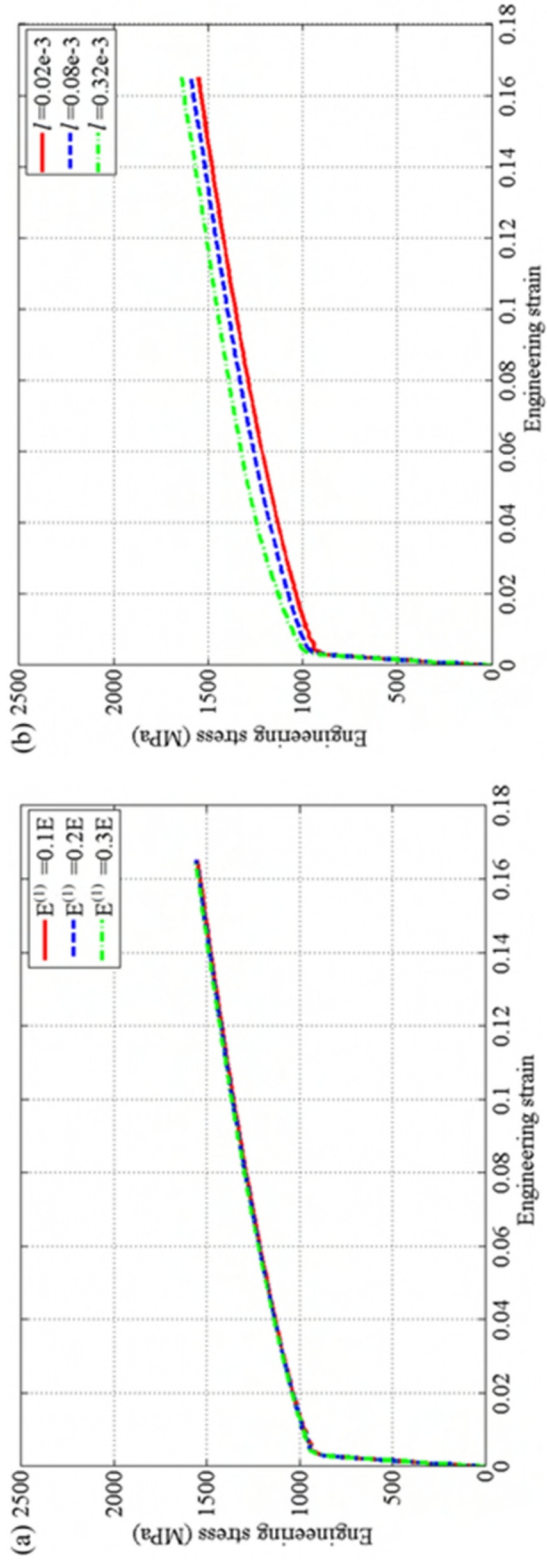 (a)
2500
2000
1500
1000
500
0
Engineering stress (MPa)
E(1) =0.1E
E(1) =0.2E
E(1) =0.3E
0.02
0.04
0.06
0.08
0.1
0.12
0.14
0.16
0.18
Engineering strain
(b)
2500
2000
1500
1000
500
0
Engineering stress (MPa)
l=0.02e-3
l=0.08e-3
l=0.32e-3
0.02
0.04
0.06
0.08
0.1
0.12
0.14
0.16
0.18
Engineering strain